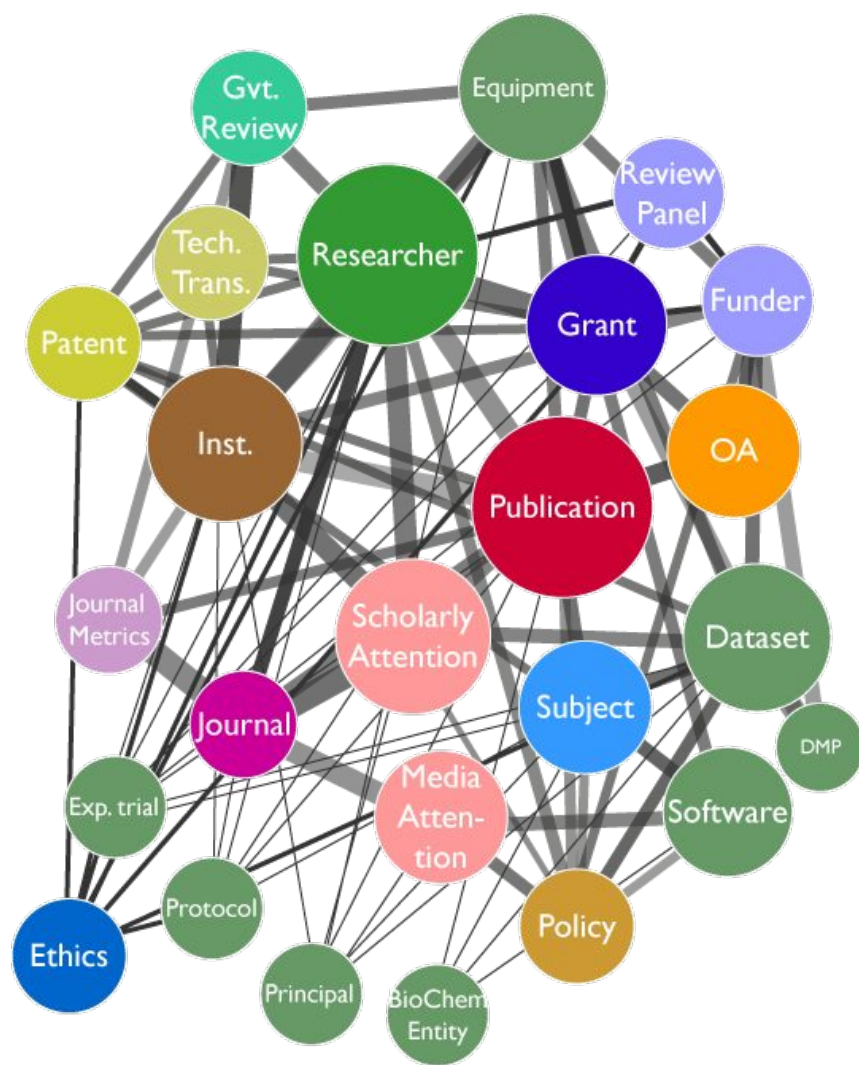 Gvt.
Review
Equipment
Review
Panel
Researcher
Tech.
Trans.
Funder
Grant
Patent
Inst.
OA
Publication
Journal
Metrics
Scholarly
Attention
Dataset
Subject
Journal
DMP
Media
Atten-
tion
Exp. trial
Software
Protocol
Policy
Ethics
Principal
BioChem
Entity